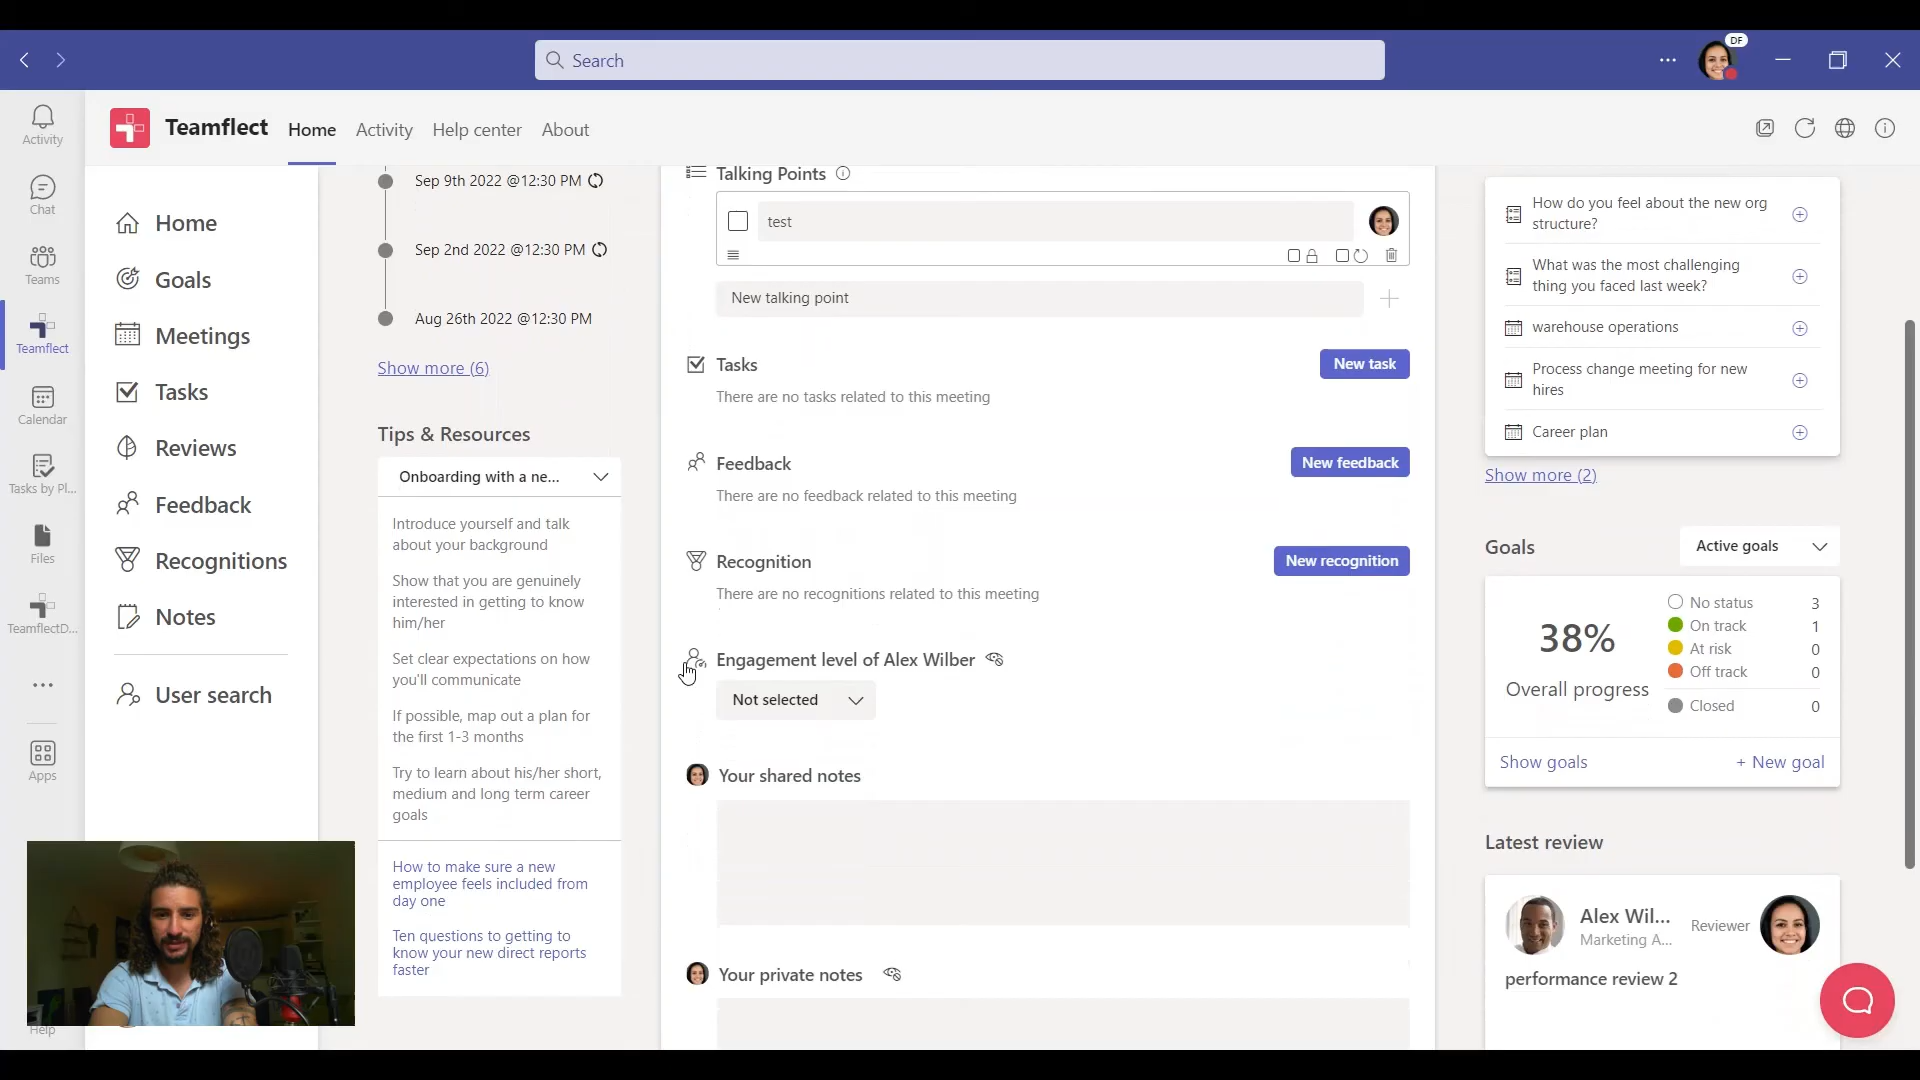 Search
DF
Activity
Chat
Teams
Teamflect
Calendar
Tasks by Pl...
Files
TeamflectD...
Apps
Help
Teamflect
Home
Activity
Help center
About
Home
Goals
Meetings
Tasks
Reviews
Feedback
Recognitions
Notes
User search
Sep 9th 2022 @12:30 PM
Sep 2nd 2022 @12:30 PM
Aug 26th 2022 @12:30 PM
Show more (6)
Tips & Resources
Onboarding with a ne...
Introduce yourself and talk
about your background
Show that you are genuinely
interested in getting to know
him/her
Set clear expectations on how
you'll communicate
If possible, map out a plan for
the first 1-3 months
Try to learn about his/her short,
medium and long term career
goals
How to make sure a new
employee feels included from
day one
Ten questions to getting to
know your new direct reports
faster
Talking Points
test
New talking point
Tasks
New task
There are no tasks related to this meeting
Feedback
New feedback
There are no feedback related to this meeting
Recognition
New recognition
There are no recognitions related to this meeting
Engagement level of Alex Wilber
Not selected
Your shared notes
Your private notes
How do you feel about the new org
structure?
What was the most challenging
thing you faced last week?
warehouse operations
Process change meeting for new
hires
Career plan
Show more (2)
Goals
Active goals
38%
Overall progress
No status 3
On track 1
At risk 0
Off track 0
Closed 0
Show goals
+ New goal
Latest review
Alex Wil...
Marketing A...
Reviewer
performance review 2